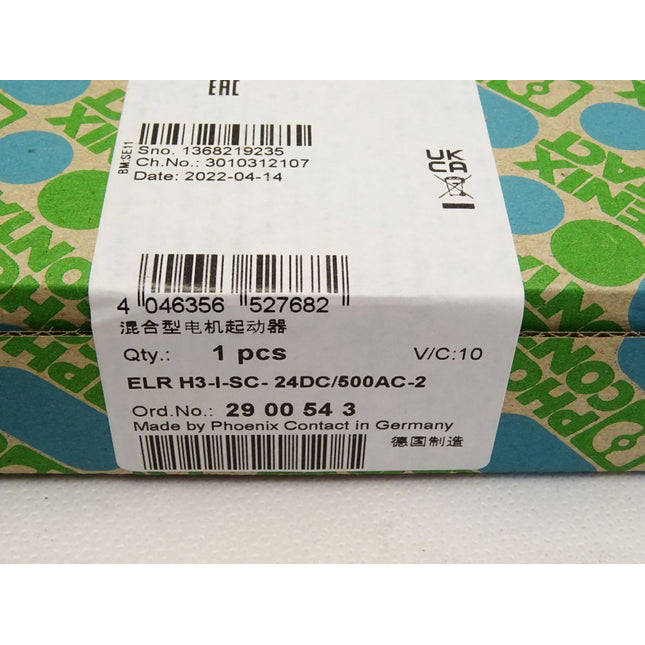 EAC
BM:SE11
Sno. 1368219235
Ch.No.: 3010312107
Date: 2022-04-14
UK
CA
4 046356 527682
混合型电机起动器
Qty.: 1 pcs V/C:10
ELR H3-I-SC- 24DC/500AC-2
Ord.No.: 29 00 54 3
Made by Phoenix Contact in Germany
德国制造
PHOENIX
CONTACT